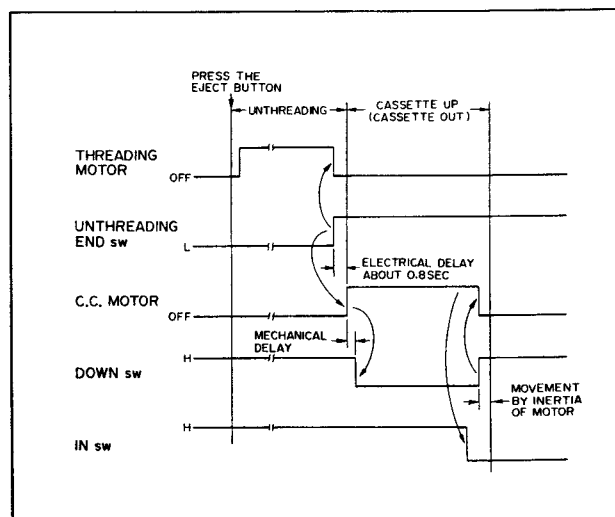 PRESS THE
EJECT BUTTON
UNTHREADING
CASSETTE UP
(CASSETTE OUT)
THREADING
MOTOR
OFF
UNTHREADING
END SW
L
ELECTRICAL DELAY
ABOUT 0.8SEC
C.C. MOTOR
OFF
MECHANICAL
DELAY
H
DOWN SW
MOVEMENT
BY INERTIA
OF MOTOR
H
IN SW